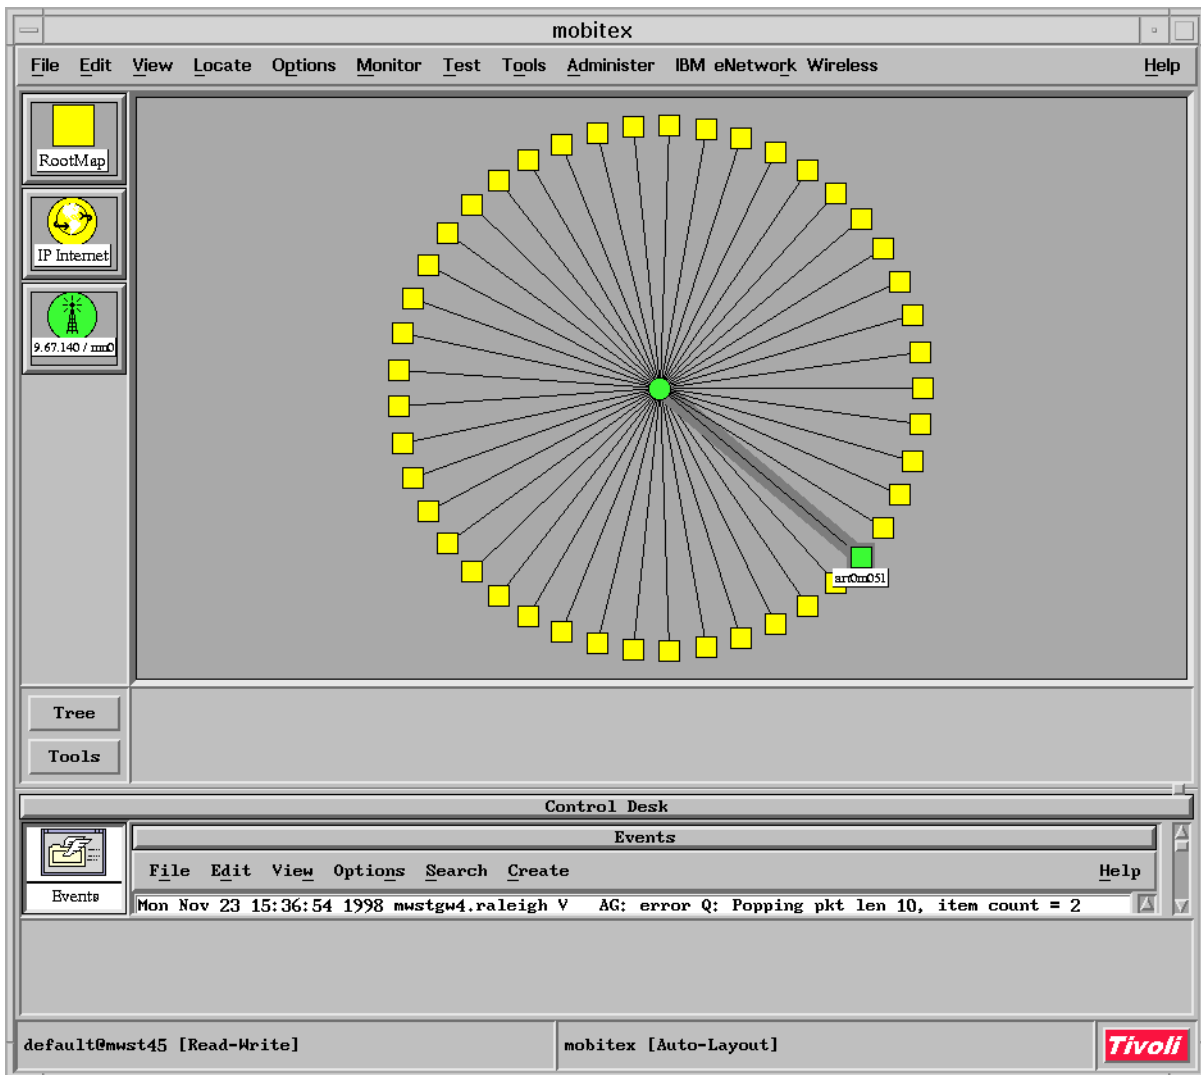 mobitex
File Edit View Locate Options Monitor Test Tools Administer IBM eNetwork Wireless Help
RootMap
IP Internet
9.67.140 / mm0
art0m051
Tree
Tools
Control Desk
Events
File Edit View Options Search Create Help
Events
Mon Nov 23 15:36:54 1998 mwstgw4.raleigh V AG: error Q: Popping pkt len 10, item count = 2
default@mwst45 [Read-Write]
mobitex [Auto-Layout]
Tivoli